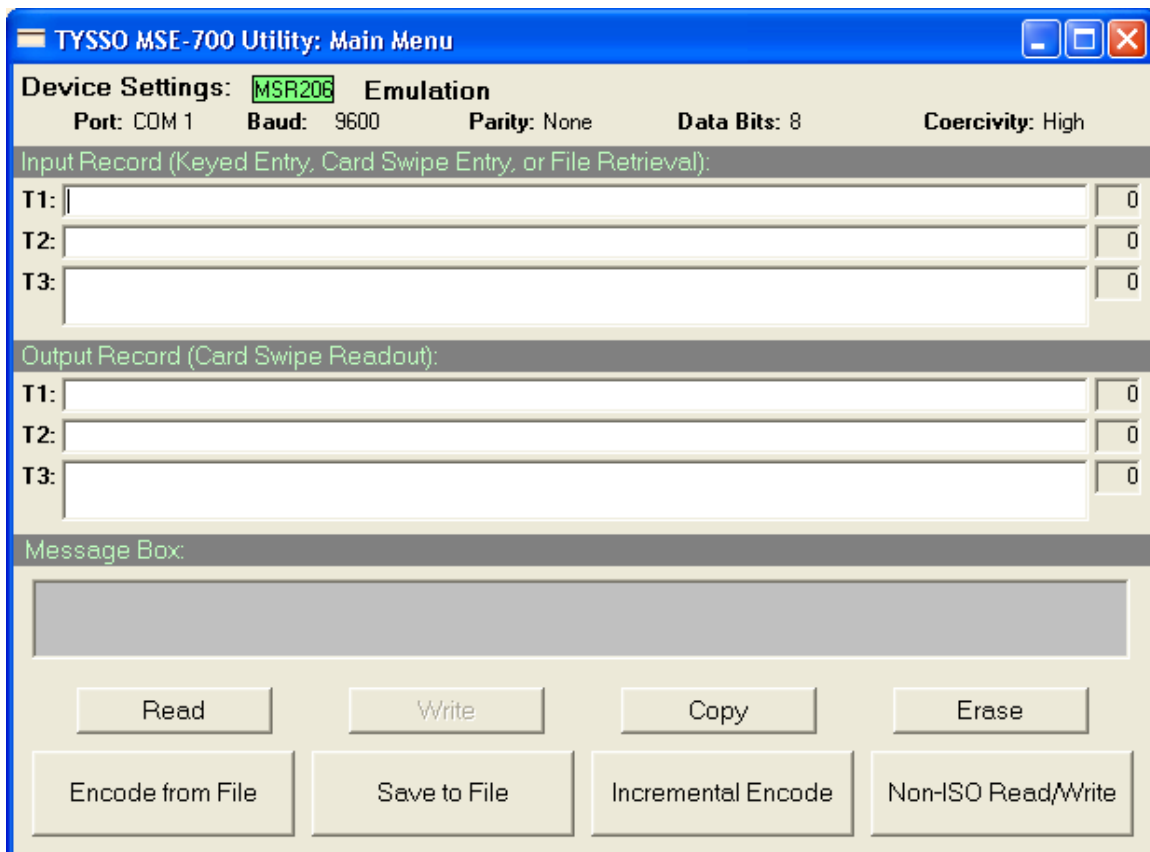 TYSSO MSE-700 Utility: Main Menu
Device Settings: MSR206 Emulation
Port: COM 1 Baud: 9600 Parity: None Data Bits: 8 Coercivity: High
Input Record (Keyed Entry, Card Swipe Entry, or File Retrieval):
T1: 0
T2: 0
T3: 0
Output Record (Card Swipe Readout):
T1: 0
T2: 0
T3: 0
Message Box:
Read Write Copy Erase
Encode from File Save to File Incremental Encode Non-ISO Read/Write